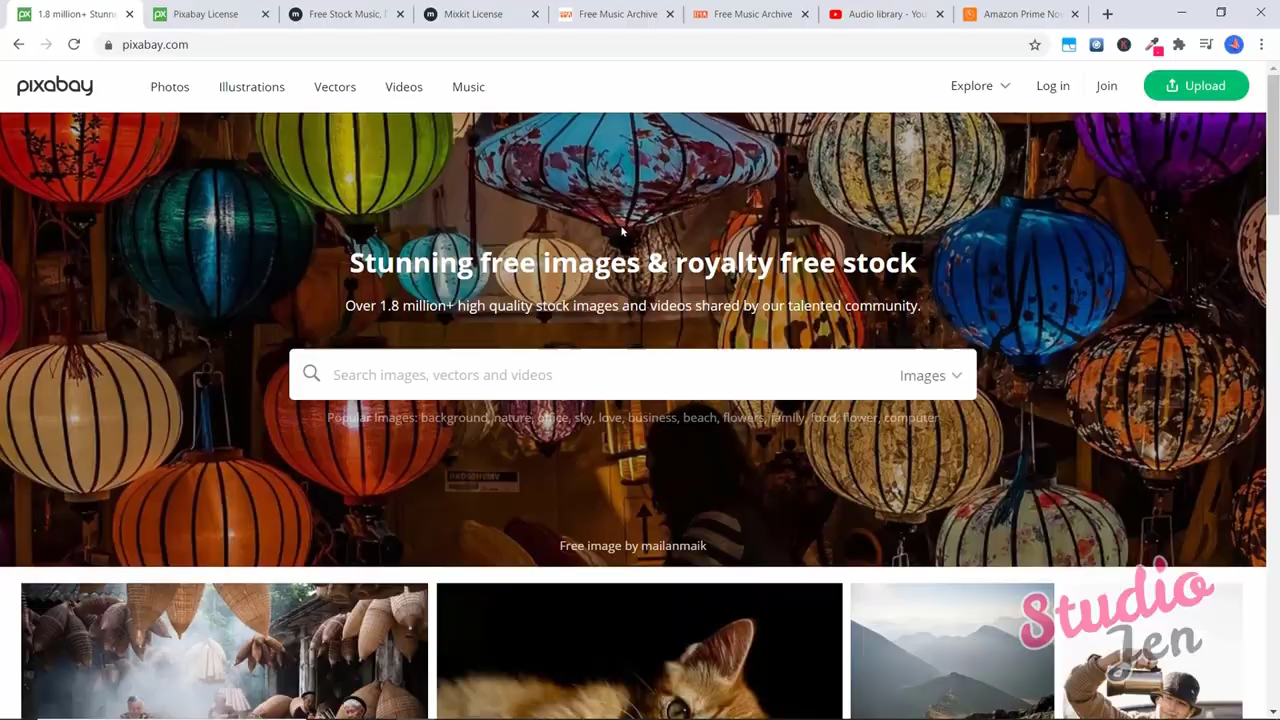 1.8 million+ Stunn
Pixabay License
Free Stock Music,
Mixkit License
Free Music Archive
Free Music Archive
Audio library - You
Amazon Prime No
pixabay.com
pixabay
Photos
Illustrations
Vectors
Videos
Music
Explore
Log in
Join
Upload
Stunning free images & royalty free stock
Over 1.8 million+ high quality stock images and videos shared by our talented community.
Search images, vectors and videos
Images
Popular Images: background, nature, office, sky, love, business, beach, flowers, family, food, flower, computer
Free image by mailanmaik
Studio
Jen